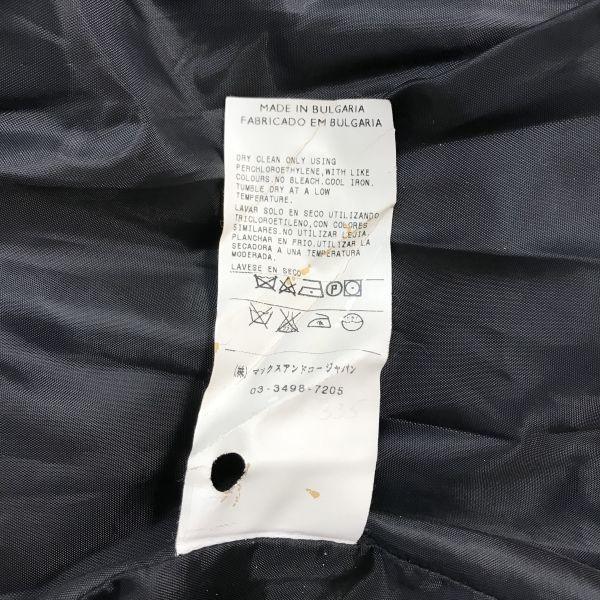 MADE IN BULGARIA
FABRICADO EM BULGARIA
DRY CLEAN ONLY USING
PERCHLOROETHYLENE,WITH LIKE
COLOURS.NO BLEACH.COOL IRON.
TUMBLE DRY AT A LOW
TEMPERATURE.
LAVAR SOLO EN SECO UTILIZANDO
TRICLOROETILENO,CON COLORES
SIMILARES.NO UTILIZAR LEJIA.
PLANCHAR EN FRIO.UTILIZAR UNA
SECADORA A UNA TEMPERATURA
MODERADA.
LAVESE EN SECO
P
㈱マックスアンドコージャパン
03-3498-7205